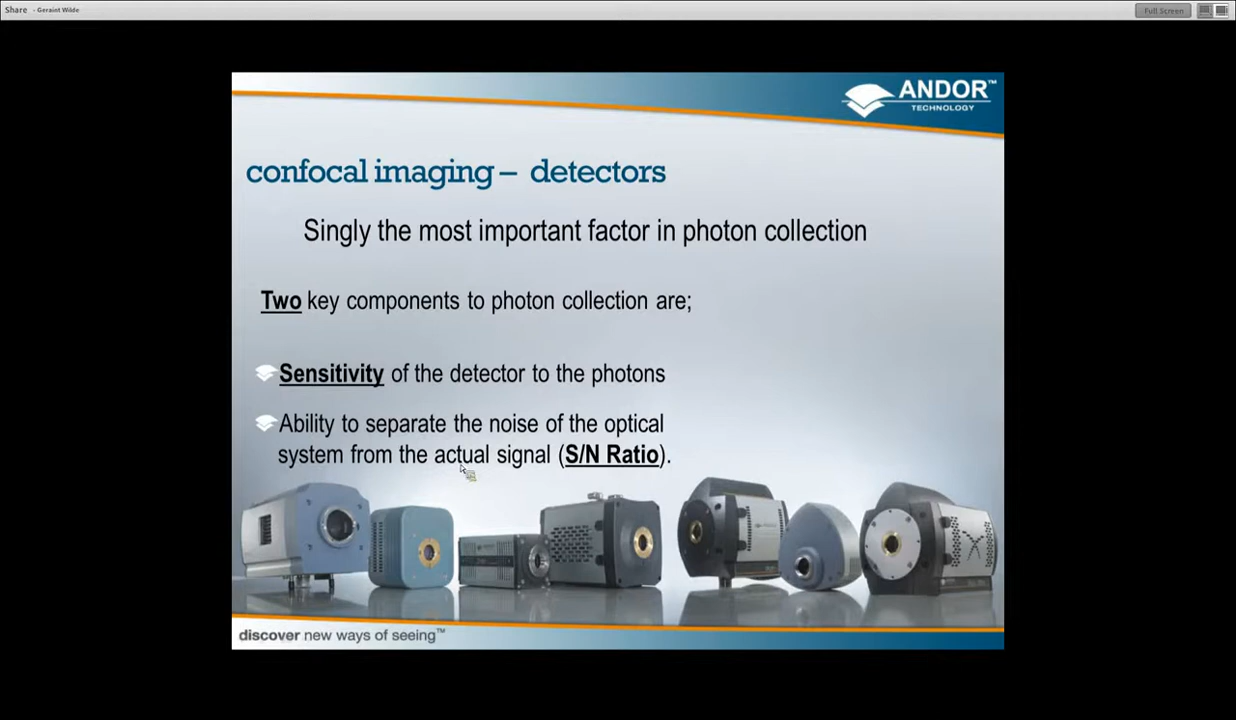 Share - Geraint Wilde
Full Screen
ANDOR™
TECHNOLOGY
confocal imaging – detectors
Singly the most important factor in photon collection
Two key components to photon collection are;
Sensitivity of the detector to the photons
Ability to separate the noise of the optical
system from the actual signal (S/N Ratio).
discover new ways of seeing™